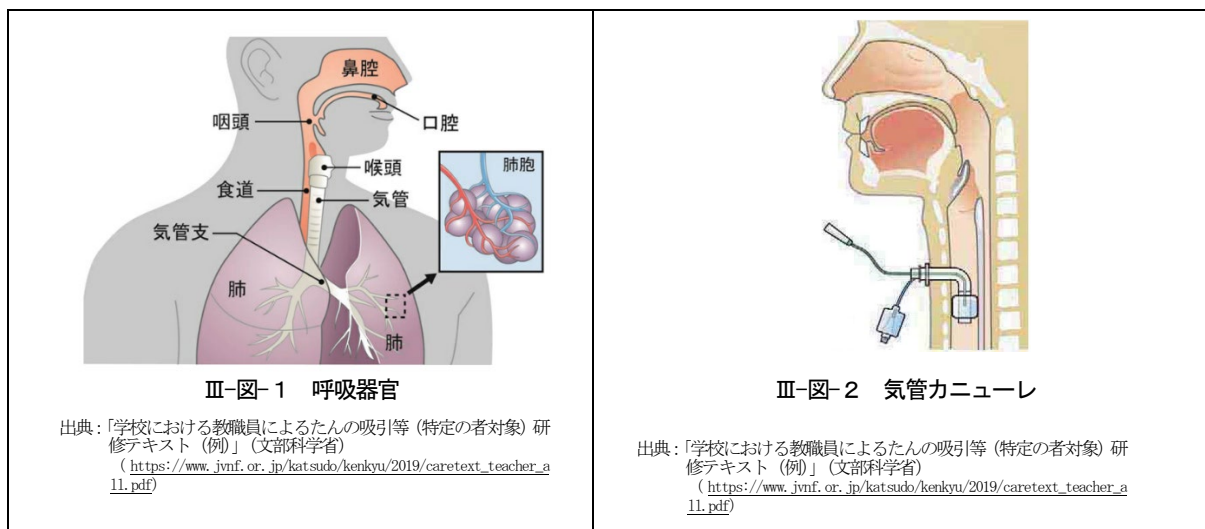 鼻腔
咽頭
口腔
喉頭
食道
気管
肺胞
気管支
肺
肺
Ⅲ-図-1 呼吸器官
出典：「学校における教職員によるたんの吸引等（特定の者対象）研
修テキスト（例）」（文部科学省）
（https://www.jvnf.or.jp/katsudo/kenkyu/2019/caretext_teacher_a
ll.pdf）
Ⅲ-図-2 気管カニューレ
出典：「学校における教職員によるたんの吸引等（特定の者対象）研
修テキスト（例）」（文部科学省）
（https://www.jvnf.or.jp/katsudo/kenkyu/2019/caretext_teacher_a
ll.pdf）